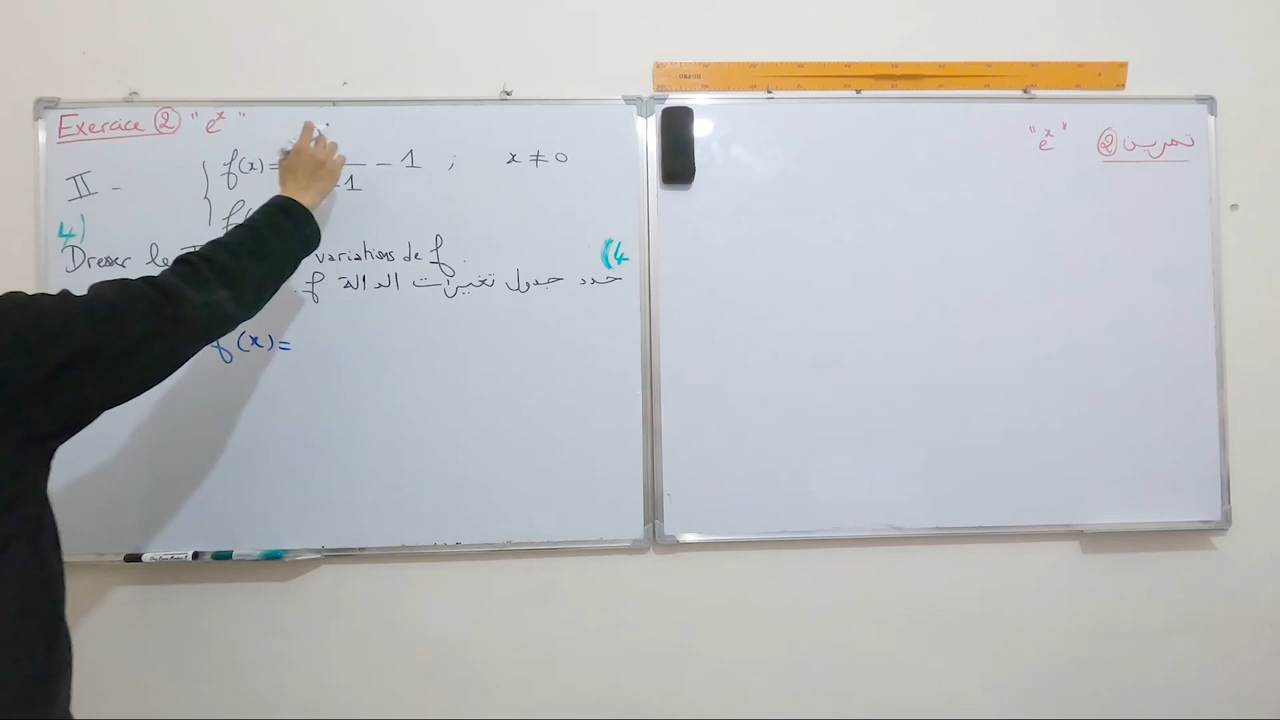 Exercice ② "eˣ"
II - f(x)= - 1 ; x ≠ 0
-1
4)
Dresser le variations de f.
4)
حدد جدول تغيرات الدالة f.
f(x)=
تمرين ② "eˣ"